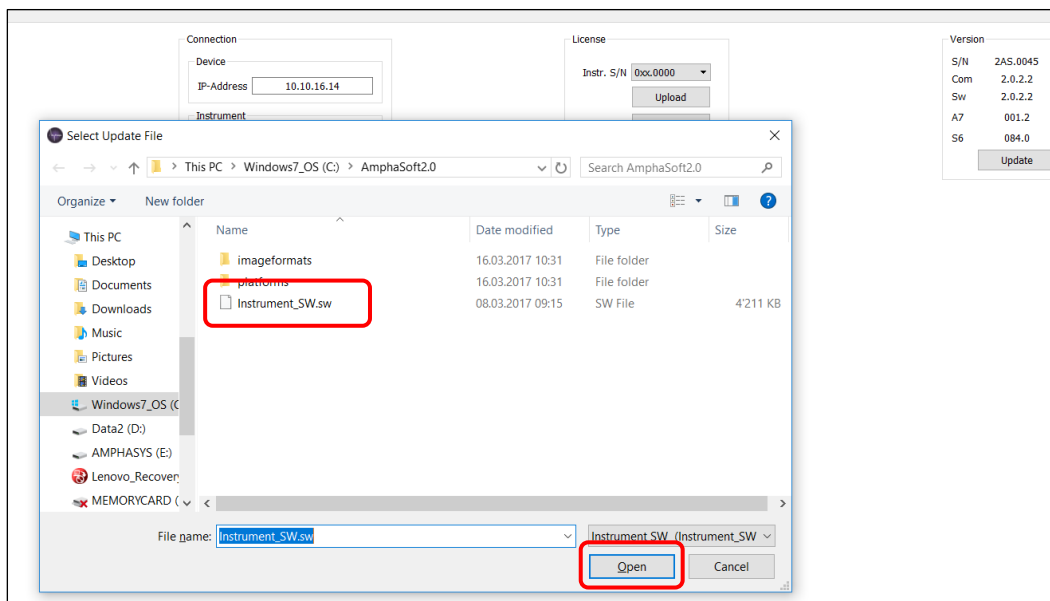 Connection
Device
IP-Address 10.10.16.14
Instrument
License
Instr. S/N 0xx.0000
Upload
Version
S/N 2AS.0045
Com 2.0.2.2
Sw 2.0.2.2
A7 001.2
S6 084.0
Update
Select Update File
This PC > Windows7_OS (C:) > AmphaSoft2.0
Search AmphaSoft2.0
Organize New folder
Name Date modified Type Size
This PC
Desktop
Documents
Downloads
Music
Pictures
Videos
Windows7_OS (C
Data2 (D:)
AMPHASYS (E:)
Lenovo_Recovery
MEMORYCARD (
imageformats 16.03.2017 10:31 File folder
platforms 16.03.2017 10:31 File folder
Instrument_SW.sw 08.03.2017 09:15 SW File 4'211 KB
File name: Instrument_SW.sw
Instrument SW (Instrument_SW
Open Cancel